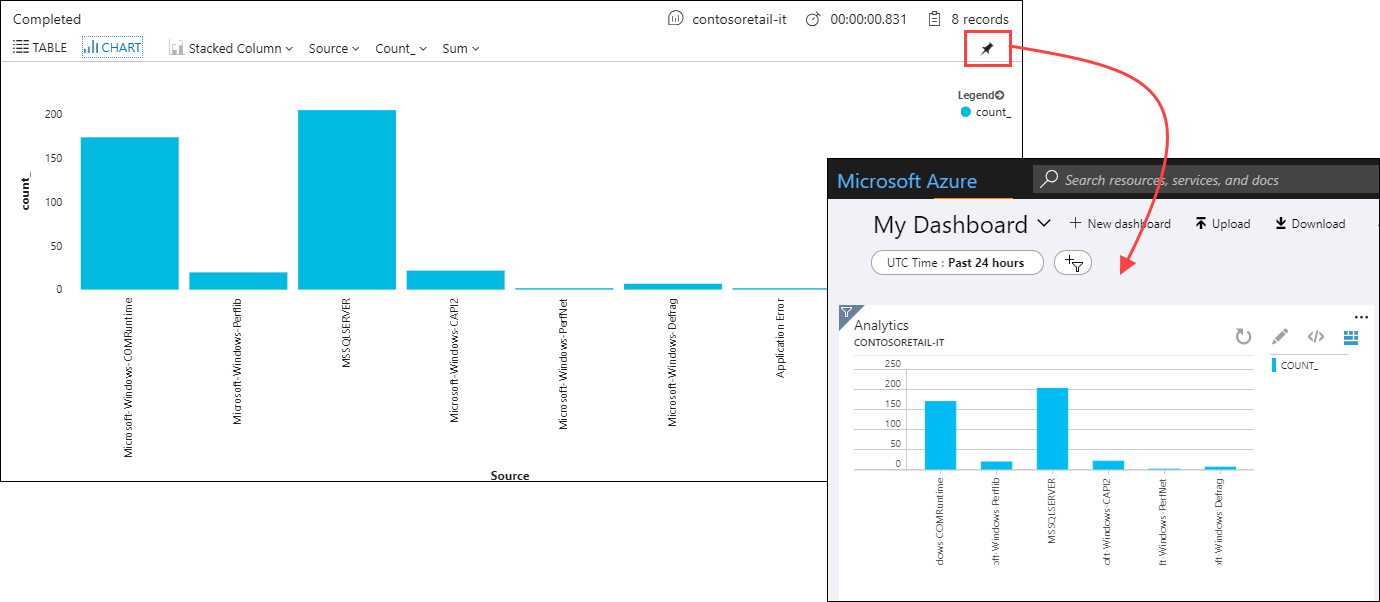 Completed
contosoretail-it 00:00:00.831 8 records
TABLE CHART Stacked Column Source Count_ Sum
Legend
count_
200
150
100
50
0
count_
Microsoft-Windows-COMRuntime
Microsoft-Windows-Perflib
MSSQLSERVER
Microsoft-Windows-CAPI2
Microsoft-Windows-PerfNet
Microsoft-Windows-Defrag
Application Error
Source
Microsoft Azure
Search resources, services, and docs
My Dashboard New dashboard Upload Download
UTC Time : Past 24 hours
Analytics
CONTOSORETAIL-IT
COUNT_
250
200
150
100
50
0
dows-COMRuntime
oft-Windows-Perflib
MSSQLSERVER
oft-Windows-CAPI2
ft-Windows-PerfNet
ft-Windows-Defrag